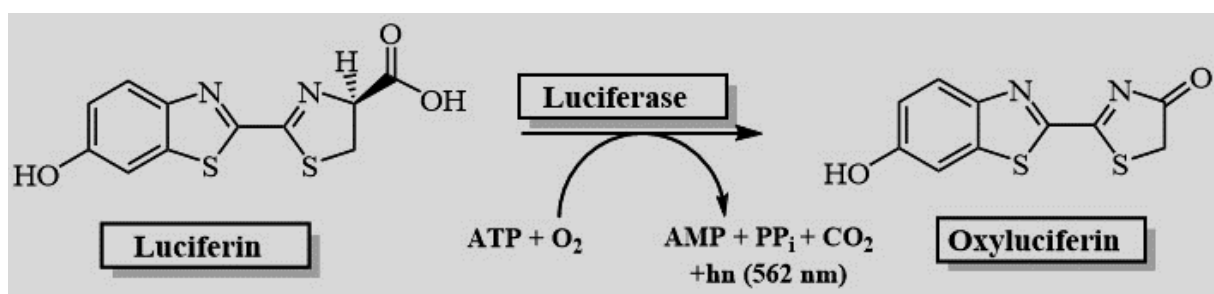 O
H
N
N
OH
S
S
HO
Luciferin
Luciferase
ATP + O₂
AMP + PPᵢ + CO₂
+hn (562 nm)
O
N
N
S
S
HO
Oxyluciferin